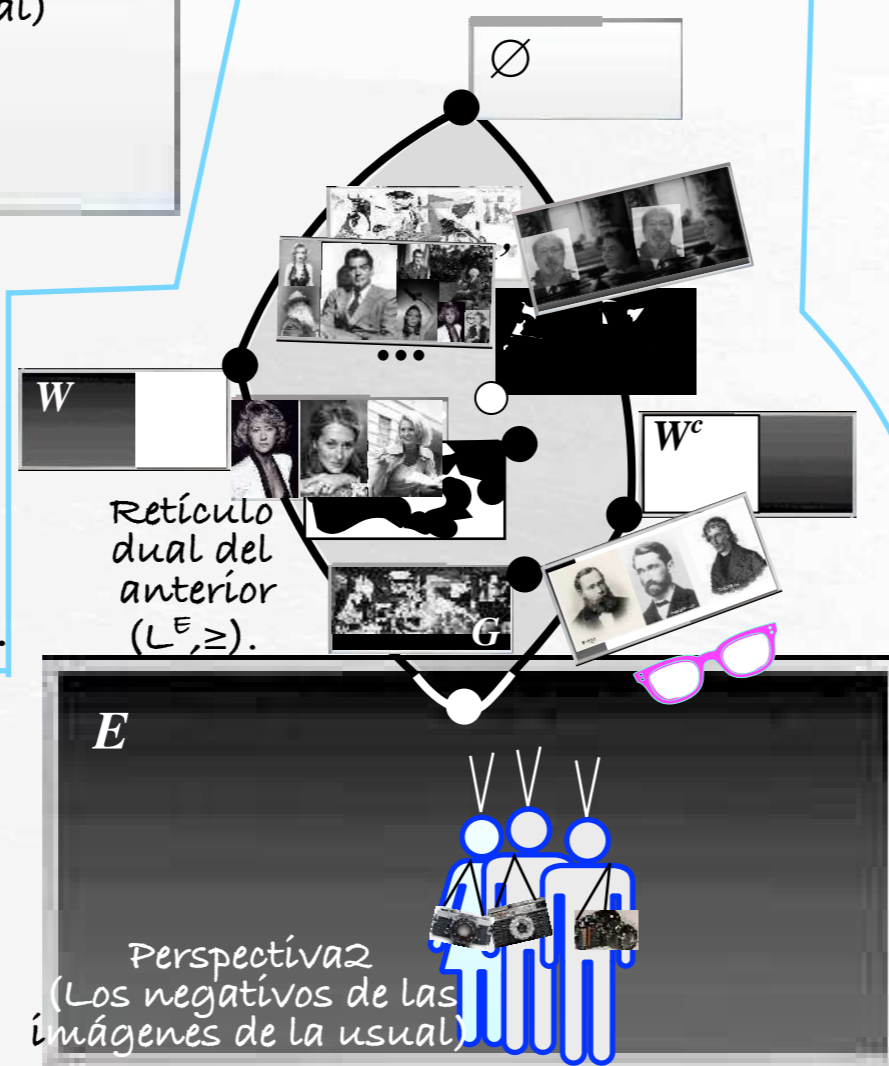 al)
∅
,
...
W
Wᶜ
Retículo
dual del
anterior
(Lᴱ,≥).
.
G
E
Perspectiva2
(Los negativos de las
imágenes de la usual)